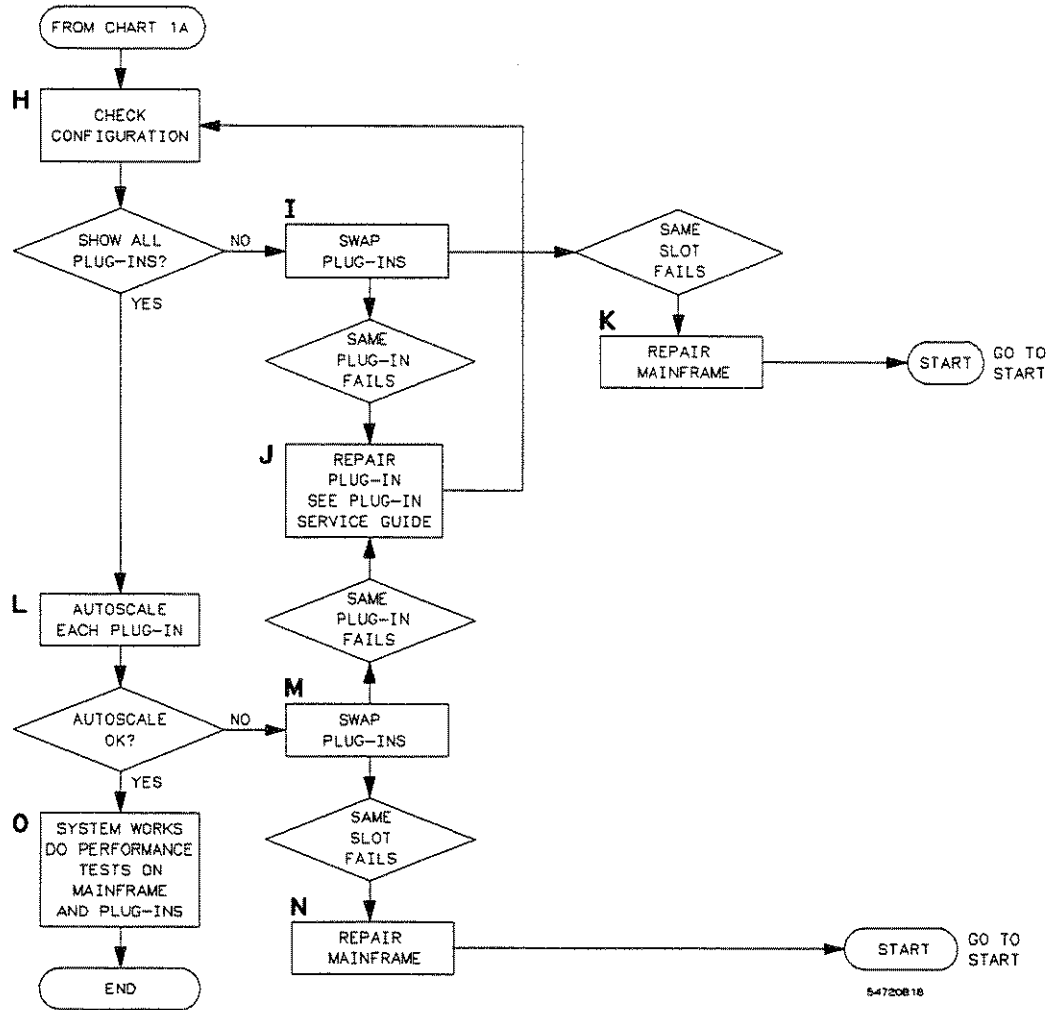 FROM CHART 1A
H
CHECK
CONFIGURATION
SHOW ALL
PLUG-INS?
NO
YES
I
SWAP
PLUG-INS
SAME
SLOT
FAILS
SAME
PLUG-IN
FAILS
K
REPAIR
MAINFRAME
START
GO TO
START
J
REPAIR
PLUG-IN
SEE PLUG-IN
SERVICE GUIDE
L
AUTOSCALE
EACH PLUG-IN
SAME
PLUG-IN
FAILS
AUTOSCALE
OK?
NO
YES
M
SWAP
PLUG-INS
SAME
SLOT
FAILS
O
SYSTEM WORKS
DO PERFORMANCE
TESTS ON
MAINFRAME
AND PLUG-INS
N
REPAIR
MAINFRAME
START
GO TO
START
END
54720B18